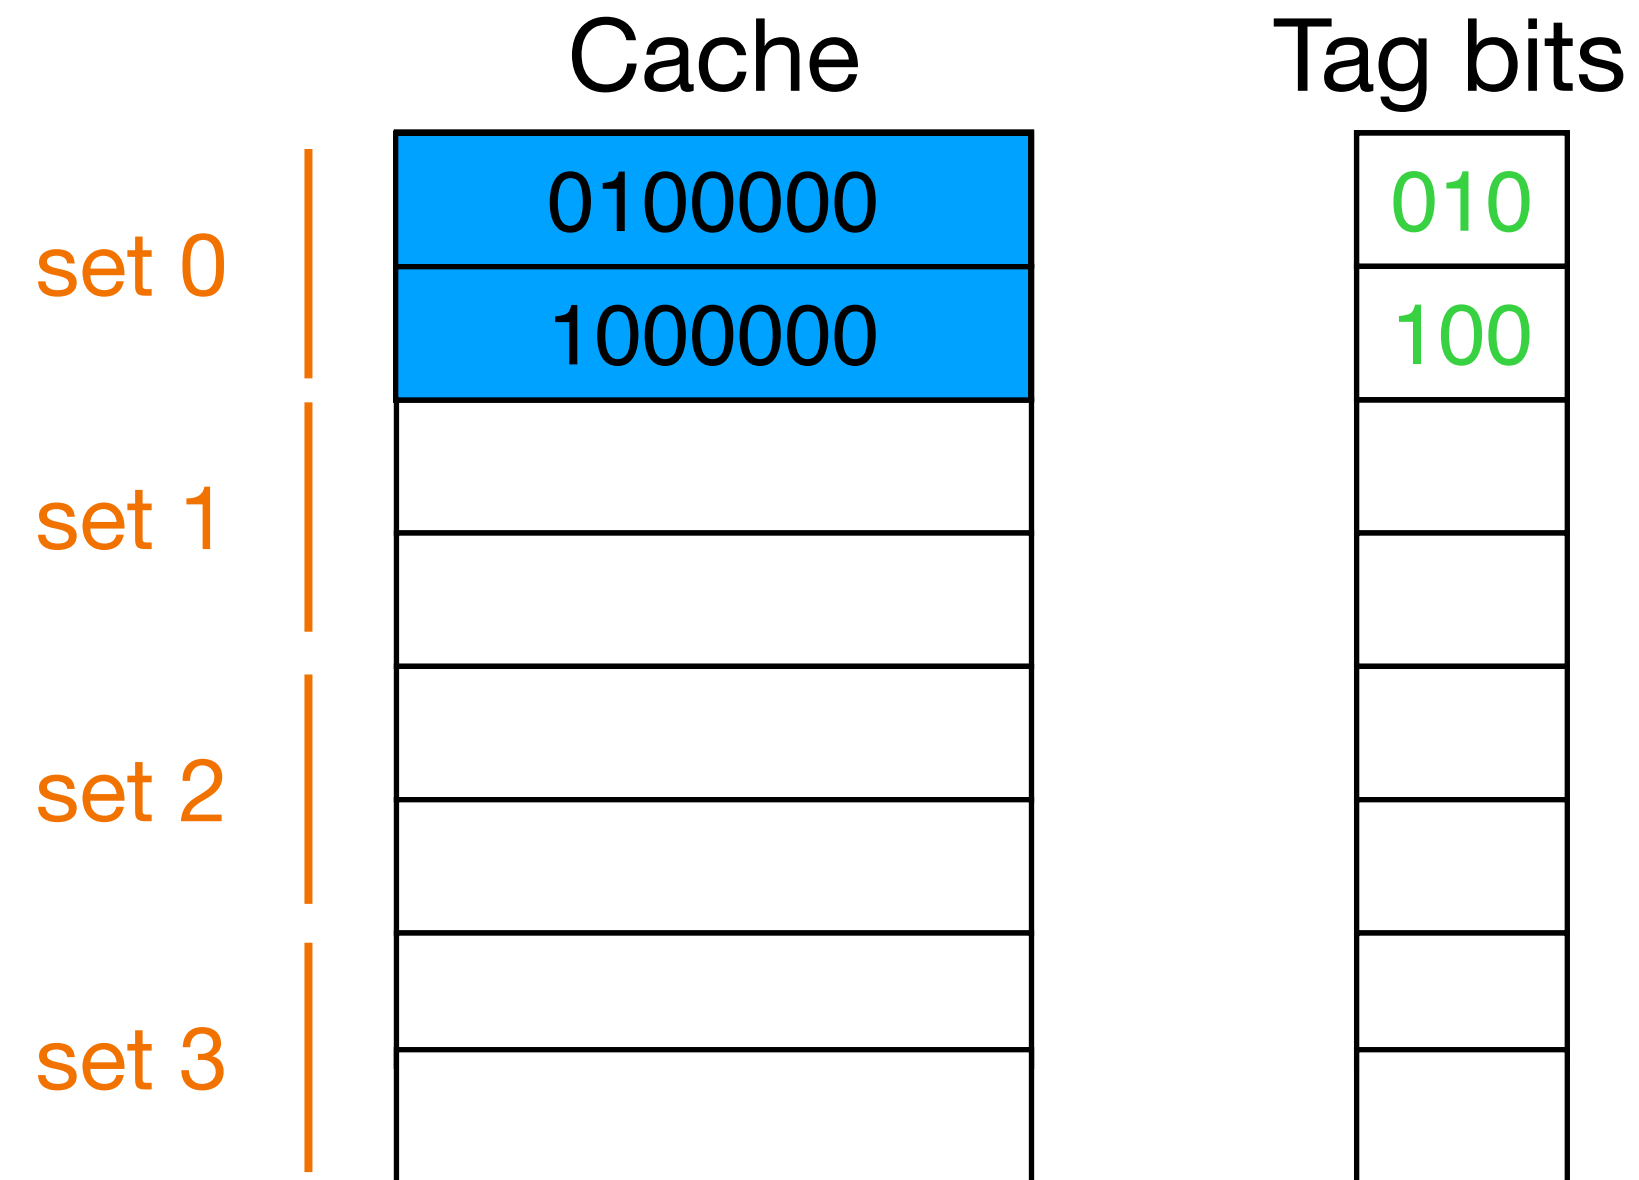 Cache Tag bits
set 0 0100000 010
1000000 100
set 1
set 2
set 3